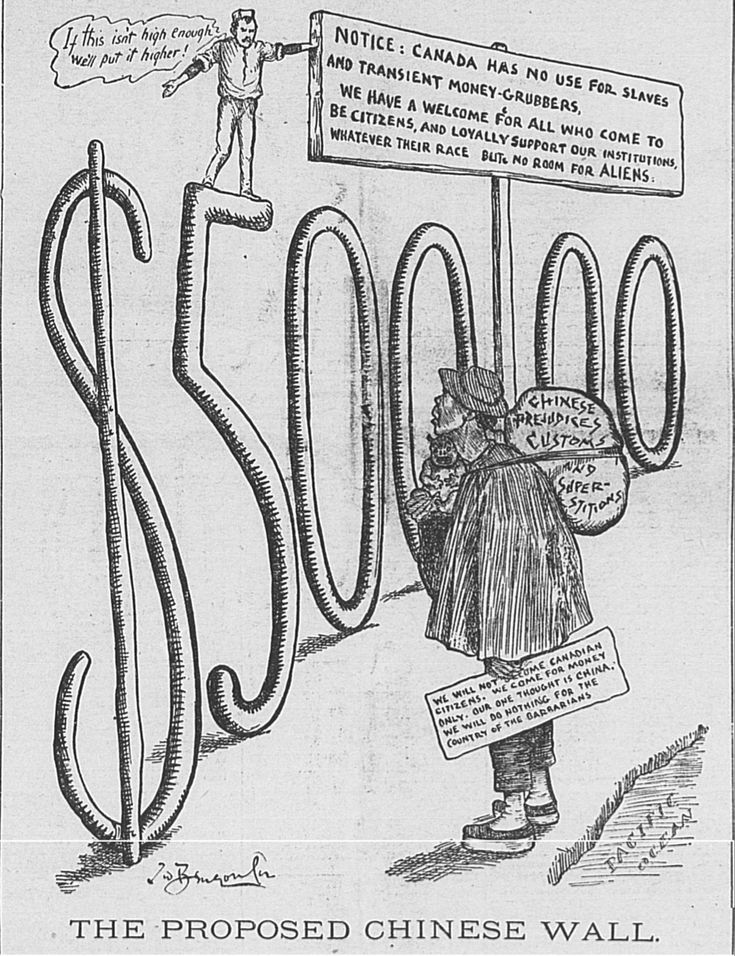 If this isn't high enough
we'll put it higher!
NOTICE: CANADA HAS NO USE FOR SLAVES
AND TRANSIENT MONEY-GRUBBERS,
WE HAVE A WELCOME FOR ALL WHO COME TO
BE CITIZENS, AND LOYALLY SUPPORT OUR INSTITUTIONS,
WHATEVER THEIR RACE BUT NO ROOM FOR ALIENS.
$500.00
CHINESE
PREJUDICES
CUSTOMS
AND
SUPER-
STITIONS
WE WILL NOT BECOME CANADIAN
CITIZENS. WE COME FOR MONEY
ONLY. OUR ONE THOUGHT IS CHINA.
WE WILL DO NOTHING FOR THE
COUNTRY OF THE BARBARIANS
PACIFIC
OCEAN
THE PROPOSED CHINESE WALL.